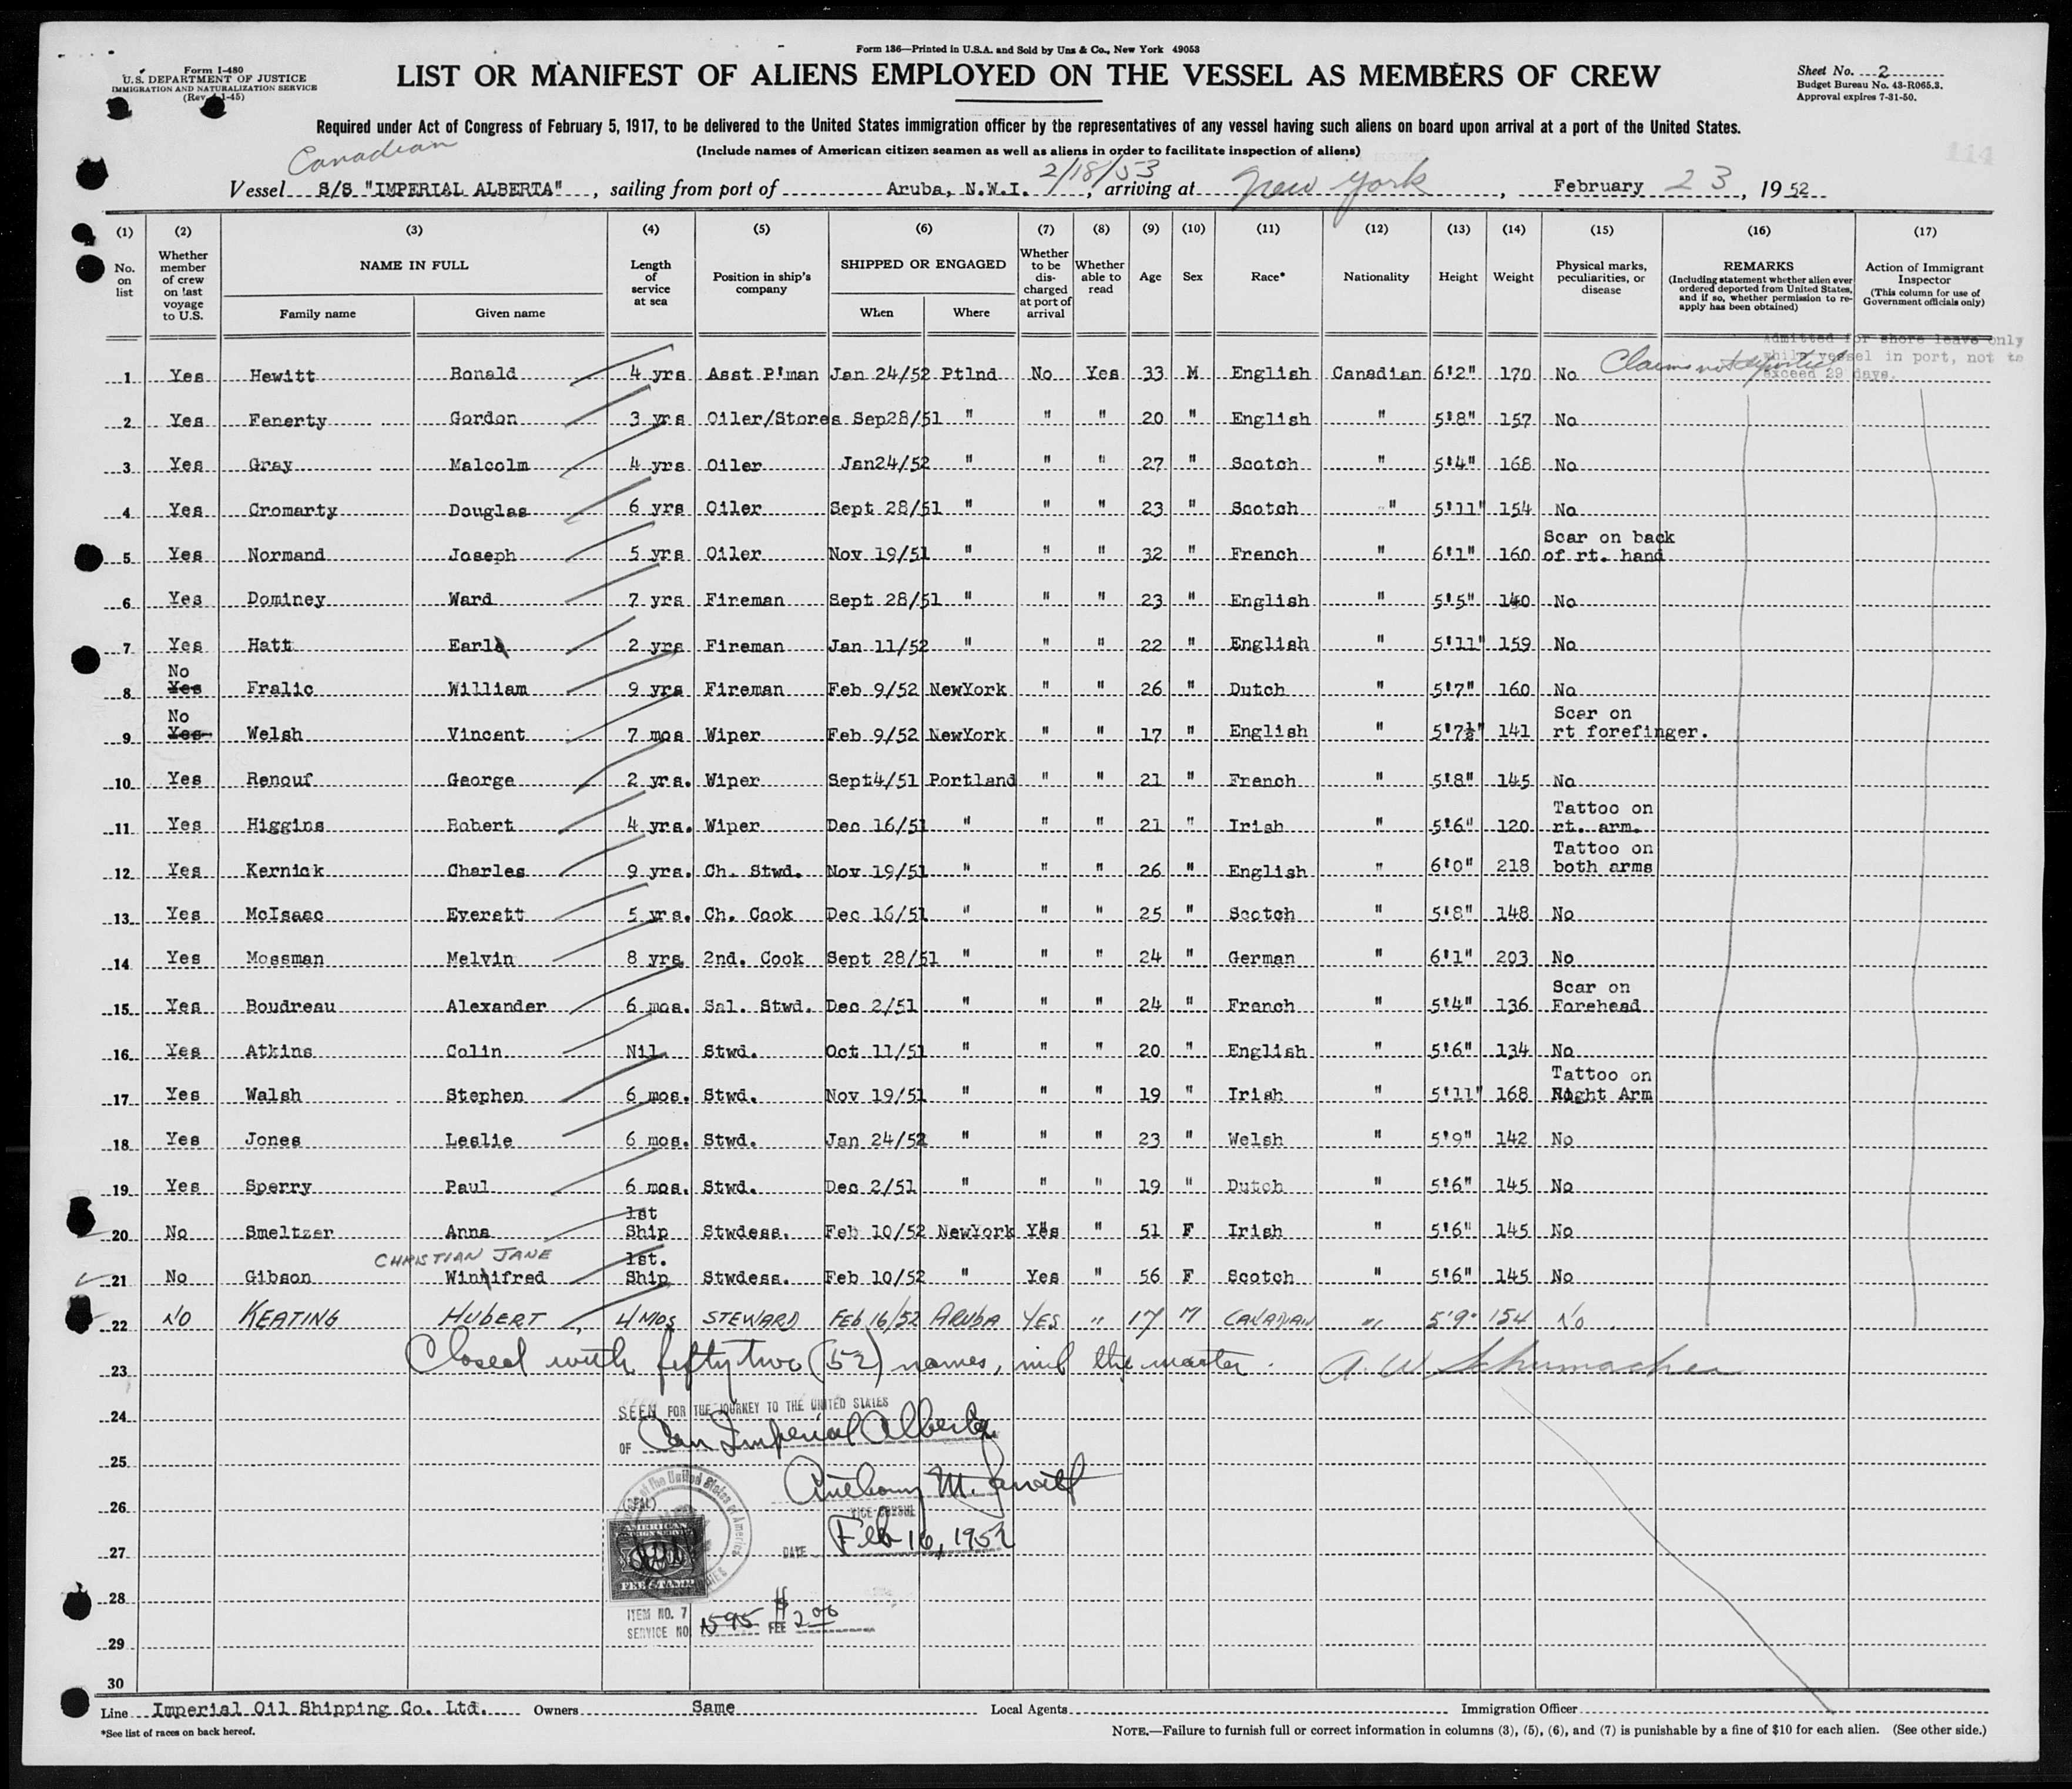 Form 136—Printed in U.S.A. and Sold by Unz & Co., New York 49053
Form I-480
U.S. DEPARTMENT OF JUSTICE
IMMIGRATION AND NATURALIZATION SERVICE
(Rev. 1-45)
LIST OR MANIFEST OF ALIENS EMPLOYED ON THE VESSEL AS MEMBERS OF CREW
Sheet No. 2
Budget Bureau No. 43-R065.3.
Approval expires 7-31-50.
Required under Act of Congress of February 5, 1917, to be delivered to the United States immigration officer by the representatives of any vessel having such aliens on board upon arrival at a port of the United States.
(Include names of American citizen seamen as well as aliens in order to facilitate inspection of aliens)
114
Canadian
Vessel S/S "IMPERIAL ALBERTA", sailing from port of Aruba, N.W.I. 2/18/53, arriving at New York, February 23, 1952
(1) (2) (3) (4) (5) (6) (7) (8) (9) (10) (11) (12) (13) (14) (15) (16) (17)
No. on list
Whether member of crew on last voyage to U.S.
NAME IN FULL
Family name
Given name
Length of service at sea
Position in ship's company
SHIPPED OR ENGAGED
When
Where
Whether to be discharged at port of arrival
Whether able to read
Age
Sex
Race*
Nationality
Height
Weight
Physical marks, peculiarities, or disease
REMARKS
(Including statement whether alien ever ordered deported from United States, and if so, whether permission to re-apply has been obtained)
Action of Immigrant Inspector
(This column for use of Government officials only)
Admitted for shore leave only
while vessel in port, not to
exceed 29 days.
1 Yes Hewitt Ronald 4 yrs Asst P'man Jan 24/52 Ptlnd No Yes 33 M English Canadian 6'2" 170 No Claims not deported
2 Yes Fenerty Gordon 3 yrs Oiler/Stores Sep28/51 " " " 20 " English " 5'8" 157 No
3 Yes Gray Malcolm 4 yrs Oiler Jan24/52 " " " 27 " Scotch " 5'4" 168 No
4 Yes Cromarty Douglas 6 yrs Oiler Sept 28/51 " " " 23 " Scotch " 5'11" 154 No
5 Yes Normand Joseph 5 yrs Oiler Nov 19/51 " " " 32 " French " 6'1" 160 Scar on back of rt. hand
6 Yes Dominey Ward 7 yrs Fireman Sept 28/51 " " " 23 " English " 5'5" 140 No
7 Yes Hatt Earl 2 yrs Fireman Jan 11/52 " " " 22 " English " 5'11" 159 No
8 No Yes Fralic William 9 yrs Fireman Feb 9/52 NewYork " " 26 " Dutch " 5'7" 160 No
9 No Yes Welsh Vincent 7 mos Wiper Feb 9/52 NewYork " " 17 " English " 5'7½" 141 Scar on rt forefinger.
10 Yes Renouf George 2 yrs. Wiper Sept4/51 Portland " " 21 " French " 5'8" 145 No
11 Yes Higgins Robert 4 yrs. Wiper Dec 16/51 " " " 21 " Irish " 5'6" 120 Tattoo on rt. arm.
12 Yes Kernick Charles 9 yrs. Ch. Stwd. Nov 19/51 " " " 26 " English " 6'0" 218 Tattoo on both arms
13 Yes McIsaac Everett 5 yrs. Ch. Cook Dec 16/51 " " " 25 " Scotch " 5'8" 148 No
14 Yes Mossman Melvin 8 yrs 2nd. Cook Sept 28/51 " " " 24 " German " 6'1" 203 No
15 Yes Boudreau Alexander 6 mos. Sal. Stwd. Dec 2/51 " " " 24 " French " 5'4" 136 Scar on Forehead
16 Yes Atkins Colin Nil Stwd. Oct 11/51 " " " 20 " English " 5'6" 134 No
17 Yes Walsh Stephen 6 mos. Stwd. Nov 19/51 " " " 19 " Irish " 5'11" 168 Tattoo on Right Arm
18 Yes Jones Leslie 6 mos. Stwd. Jan 24/52 " " " 23 " Welsh " 5'9" 142 No
19 Yes Sperry Paul 6 mos. Stwd. Dec 2/51 " " " 19 " Dutch " 5'6" 145 No
20 No Smeltzer Anna 1st Ship Stwdess. Feb 10/52 NewYork Yes " 51 F Irish " 5'6" 145 No
CHRISTIAN JANE
21 No Gibson Winnifred 1st. Ship Stwdess. Feb 10/52 " Yes " 56 F Scotch " 5'6" 145 No
22 NO KEATING HUBERT 4 MOS STEWARD FEB 16/52 ARUBA YES " 17 M CANADIAN " 5'9" 154 No
23 Closed with fifty two (52) names, incl the master. A. W. Schumacher
24
SEEN FOR THE JOURNEY TO THE UNITED STATES
OF Can Imperial Alberta
25
Anthony M.
26
(SEAL)
of the United States of America
VICE CONSUL
AMERICAN
FEE STAMP
27 DATE Feb 16, 1952
28
ITEM NO. 7
SERVICE NO 1595 FEE $2.00
29
30
Line Imperial Oil Shipping Co. Ltd. Owners Same Local Agents Immigration Officer
*See list of races on back hereof.
NOTE.—Failure to furnish full or correct information in columns (3), (5), (6), and (7) is punishable by a fine of $10 for each alien. (See other side.)